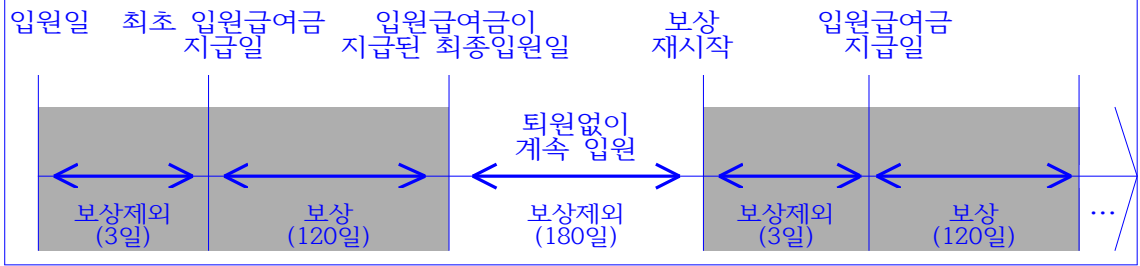 입원일 최초 입원급여금 입원급여금이 보상 입원급여금
지급일 지급된 최종입원일 재시작 지급일
퇴원없이
계속 입원
보상제외 보상 보상제외 보상제외 보상 …
(3일) (120일) (180일) (3일) (120일)